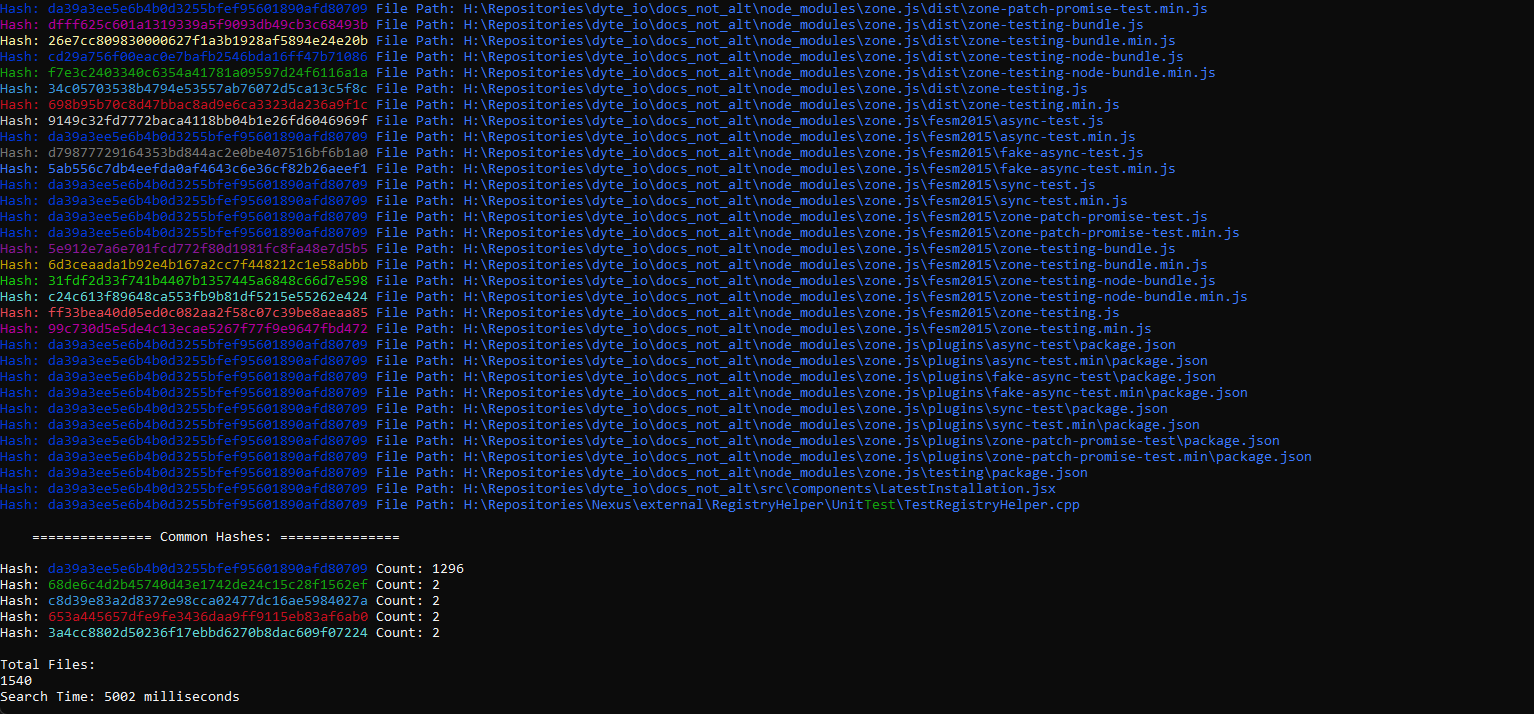 Hash: da39a3ee5e6b4b0d3255bfef95601890afd80709 File Path: H:\Repositories\dyte_io\docs_not_alt\node_modules\zone.js\dist\zone-patch-promise-test.min.js
Hash: dfff625c601a1319339a5f9093db49cb3c68493b File Path: H:\Repositories\dyte_io\docs_not_alt\node_modules\zone.js\dist\zone-testing-bundle.js
Hash: 26e7cc809830000627f1a3b1928af5894e24e20b File Path: H:\Repositories\dyte_io\docs_not_alt\node_modules\zone.js\dist\zone-testing-bundle.min.js
Hash: cd29a756f00eac0e7bafb2546bda16ff47b71086 File Path: H:\Repositories\dyte_io\docs_not_alt\node_modules\zone.js\dist\zone-testing-node-bundle.js
Hash: f7e3c2403340c6354a41781a09597d24f6116a1a File Path: H:\Repositories\dyte_io\docs_not_alt\node_modules\zone.js\dist\zone-testing-node-bundle.min.js
Hash: 34c05703538b4794e53557ab76072d5ca13c5f8c File Path: H:\Repositories\dyte_io\docs_not_alt\node_modules\zone.js\dist\zone-testing.js
Hash: 698b95b70c8d47bbac8ad9e6ca3323da236a9f1c File Path: H:\Repositories\dyte_io\docs_not_alt\node_modules\zone.js\dist\zone-testing.min.js
Hash: 9149c32fd7772baca4118bb04b1e26fd6046969f File Path: H:\Repositories\dyte_io\docs_not_alt\node_modules\zone.js\fesm2015\async-test.js
Hash: da39a3ee5e6b4b0d3255bfef95601890afd80709 File Path: H:\Repositories\dyte_io\docs_not_alt\node_modules\zone.js\fesm2015\async-test.min.js
Hash: d79877729164353bd844ac2e0be407516bf6b1a0 File Path: H:\Repositories\dyte_io\docs_not_alt\node_modules\zone.js\fesm2015\fake-async-test.js
Hash: 5ab556c7db4eefda0af4643c6e36cf82b26aeef1 File Path: H:\Repositories\dyte_io\docs_not_alt\node_modules\zone.js\fesm2015\fake-async-test.min.js
Hash: da39a3ee5e6b4b0d3255bfef95601890afd80709 File Path: H:\Repositories\dyte_io\docs_not_alt\node_modules\zone.js\fesm2015\sync-test.js
Hash: da39a3ee5e6b4b0d3255bfef95601890afd80709 File Path: H:\Repositories\dyte_io\docs_not_alt\node_modules\zone.js\fesm2015\sync-test.min.js
Hash: da39a3ee5e6b4b0d3255bfef95601890afd80709 File Path: H:\Repositories\dyte_io\docs_not_alt\node_modules\zone.js\fesm2015\zone-patch-promise-test.js
Hash: da39a3ee5e6b4b0d3255bfef95601890afd80709 File Path: H:\Repositories\dyte_io\docs_not_alt\node_modules\zone.js\fesm2015\zone-patch-promise-test.min.js
Hash: 5e912e7a6e701fcd772f80d1981fc8fa48e7d5b5 File Path: H:\Repositories\dyte_io\docs_not_alt\node_modules\zone.js\fesm2015\zone-testing-bundle.js
Hash: 6d3ceaada1b92e4b167a2cc7f448212c1e58abbb File Path: H:\Repositories\dyte_io\docs_not_alt\node_modules\zone.js\fesm2015\zone-testing-bundle.min.js
Hash: 31fdf2d33f741b4407b1357445a6848c66d7e598 File Path: H:\Repositories\dyte_io\docs_not_alt\node_modules\zone.js\fesm2015\zone-testing-node-bundle.js
Hash: c24c613f89648ca553fb9b81df5215e55262e424 File Path: H:\Repositories\dyte_io\docs_not_alt\node_modules\zone.js\fesm2015\zone-testing-node-bundle.min.js
Hash: ff33bea40d05ed0c082aa2f58c07c39be8aeaa85 File Path: H:\Repositories\dyte_io\docs_not_alt\node_modules\zone.js\fesm2015\zone-testing.js
Hash: 99c730d5e5de4c13ecae5267f77f9e9647fbd472 File Path: H:\Repositories\dyte_io\docs_not_alt\node_modules\zone.js\fesm2015\zone-testing.min.js
Hash: da39a3ee5e6b4b0d3255bfef95601890afd80709 File Path: H:\Repositories\dyte_io\docs_not_alt\node_modules\zone.js\plugins\async-test\package.json
Hash: da39a3ee5e6b4b0d3255bfef95601890afd80709 File Path: H:\Repositories\dyte_io\docs_not_alt\node_modules\zone.js\plugins\async-test.min\package.json
Hash: da39a3ee5e6b4b0d3255bfef95601890afd80709 File Path: H:\Repositories\dyte_io\docs_not_alt\node_modules\zone.js\plugins\fake-async-test\package.json
Hash: da39a3ee5e6b4b0d3255bfef95601890afd80709 File Path: H:\Repositories\dyte_io\docs_not_alt\node_modules\zone.js\plugins\fake-async-test.min\package.json
Hash: da39a3ee5e6b4b0d3255bfef95601890afd80709 File Path: H:\Repositories\dyte_io\docs_not_alt\node_modules\zone.js\plugins\sync-test\package.json
Hash: da39a3ee5e6b4b0d3255bfef95601890afd80709 File Path: H:\Repositories\dyte_io\docs_not_alt\node_modules\zone.js\plugins\sync-test.min\package.json
Hash: da39a3ee5e6b4b0d3255bfef95601890afd80709 File Path: H:\Repositories\dyte_io\docs_not_alt\node_modules\zone.js\plugins\zone-patch-promise-test\package.json
Hash: da39a3ee5e6b4b0d3255bfef95601890afd80709 File Path: H:\Repositories\dyte_io\docs_not_alt\node_modules\zone.js\plugins\zone-patch-promise-test.min\package.json
Hash: da39a3ee5e6b4b0d3255bfef95601890afd80709 File Path: H:\Repositories\dyte_io\docs_not_alt\node_modules\zone.js\testing\package.json
Hash: da39a3ee5e6b4b0d3255bfef95601890afd80709 File Path: H:\Repositories\dyte_io\docs_not_alt\src\components\LatestInstallation.jsx
Hash: da39a3ee5e6b4b0d3255bfef95601890afd80709 File Path: H:\Repositories\Nexus\external\RegistryHelper\UnitTest\TestRegistryHelper.cpp
=============== Common Hashes: ===============
Hash: da39a3ee5e6b4b0d3255bfef95601890afd80709 Count: 1296
Hash: 68de6c4d2b45740d43e1742de24c15c28f1562ef Count: 2
Hash: c8d39e83a2d8372e98cca02477dc16ae5984027a Count: 2
Hash: 653a445657dfe9fe3436daa9ff9115eb83af6ab0 Count: 2
Hash: 3a4cc8802d50236f17ebbd6270b8dac609f07224 Count: 2
Total Files:
1540
Search Time: 5002 milliseconds